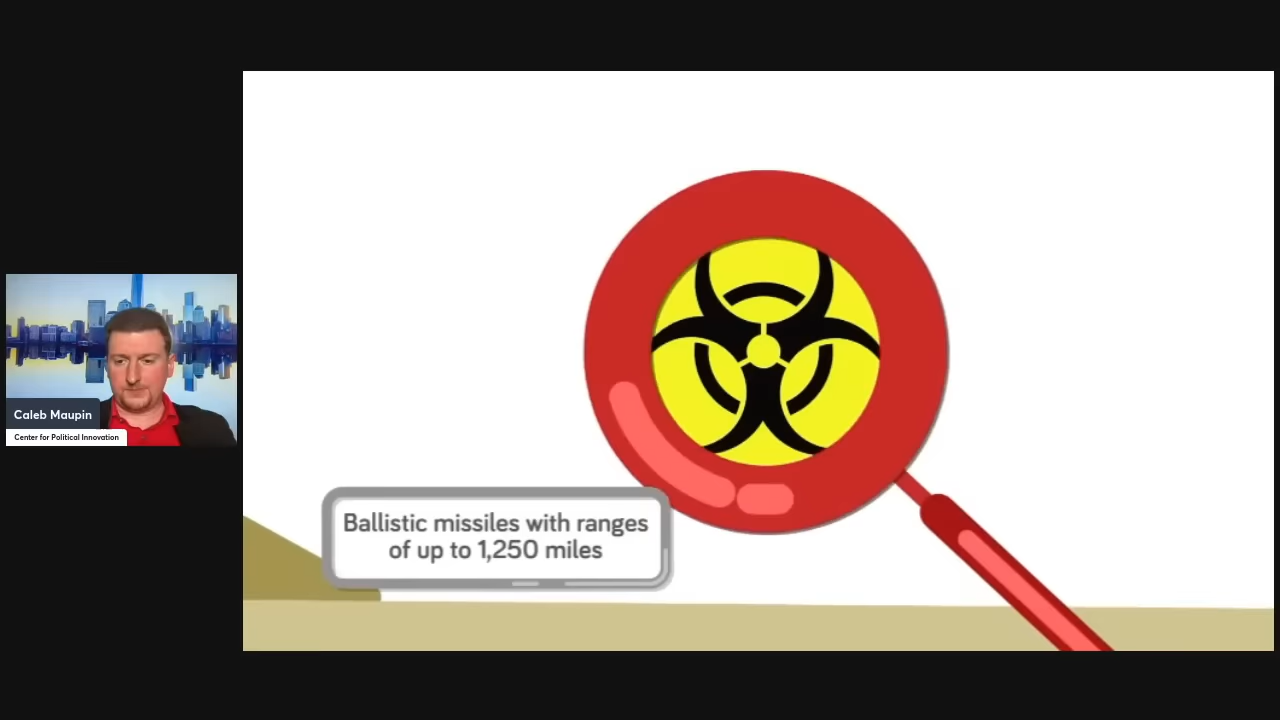 Caleb Maupin
Center for Political Innovation
Ballistic missiles with ranges
of up to 1,250 miles